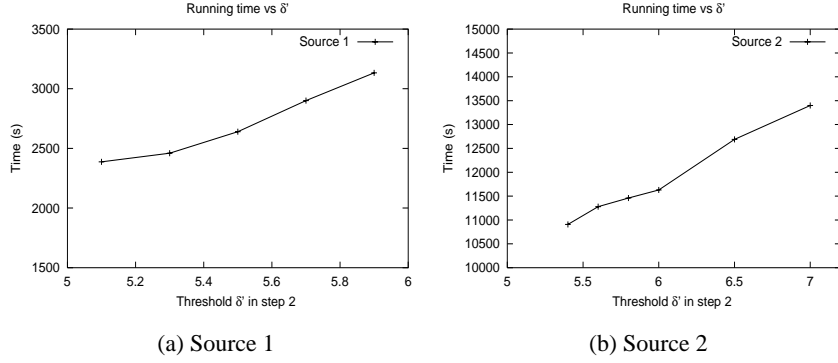 Running time vs δ'
3500
3000
2500
2000
1500
Time (s)
Source 1
5
5.2
5.4
5.6
5.8
6
Threshold δ' in step 2
(a) Source 1
Running time vs δ'
15000
14500
14000
13500
13000
12500
12000
11500
11000
10500
10000
Time (s)
Source 2
5
5.5
6
6.5
7
Threshold δ' in step 2
(b) Source 2